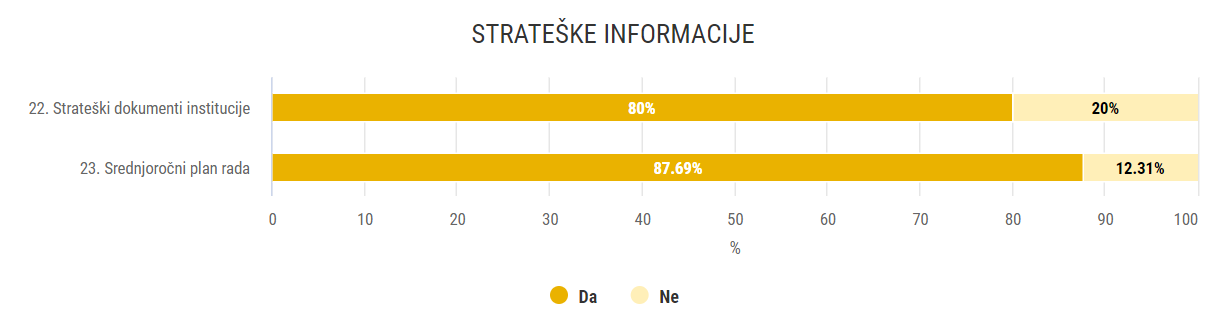 STRATEŠKE INFORMACIJE
22. Strateški dokumenti institucije
80%
20%
23. Srednjoročni plan rada
87.69%
12.31%
0 10 20 30 40 50 60 70 80 90 100
%
Da Ne